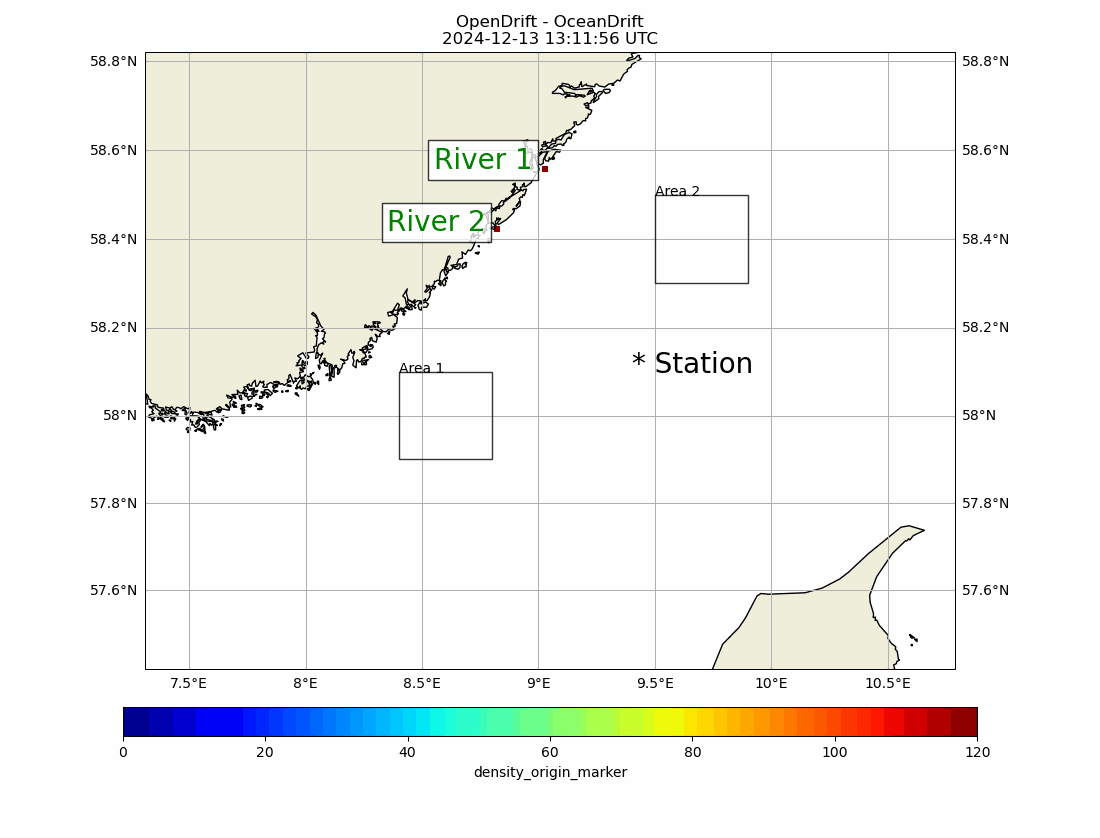 OpenDrift - OceanDrift
2024-12-13 13:11:56 UTC
58.8°N 58.8°N
58.6°N River 1 58.6°N
Area 2
River 2
58.4°N 58.4°N
58.2°N 58.2°N
* Station
Area 1
58°N 58°N
57.8°N 57.8°N
57.6°N 57.6°N
7.5°E 8°E 8.5°E 9°E 9.5°E 10°E 10.5°E
0 20 40 60 80 100 120
density_origin_marker